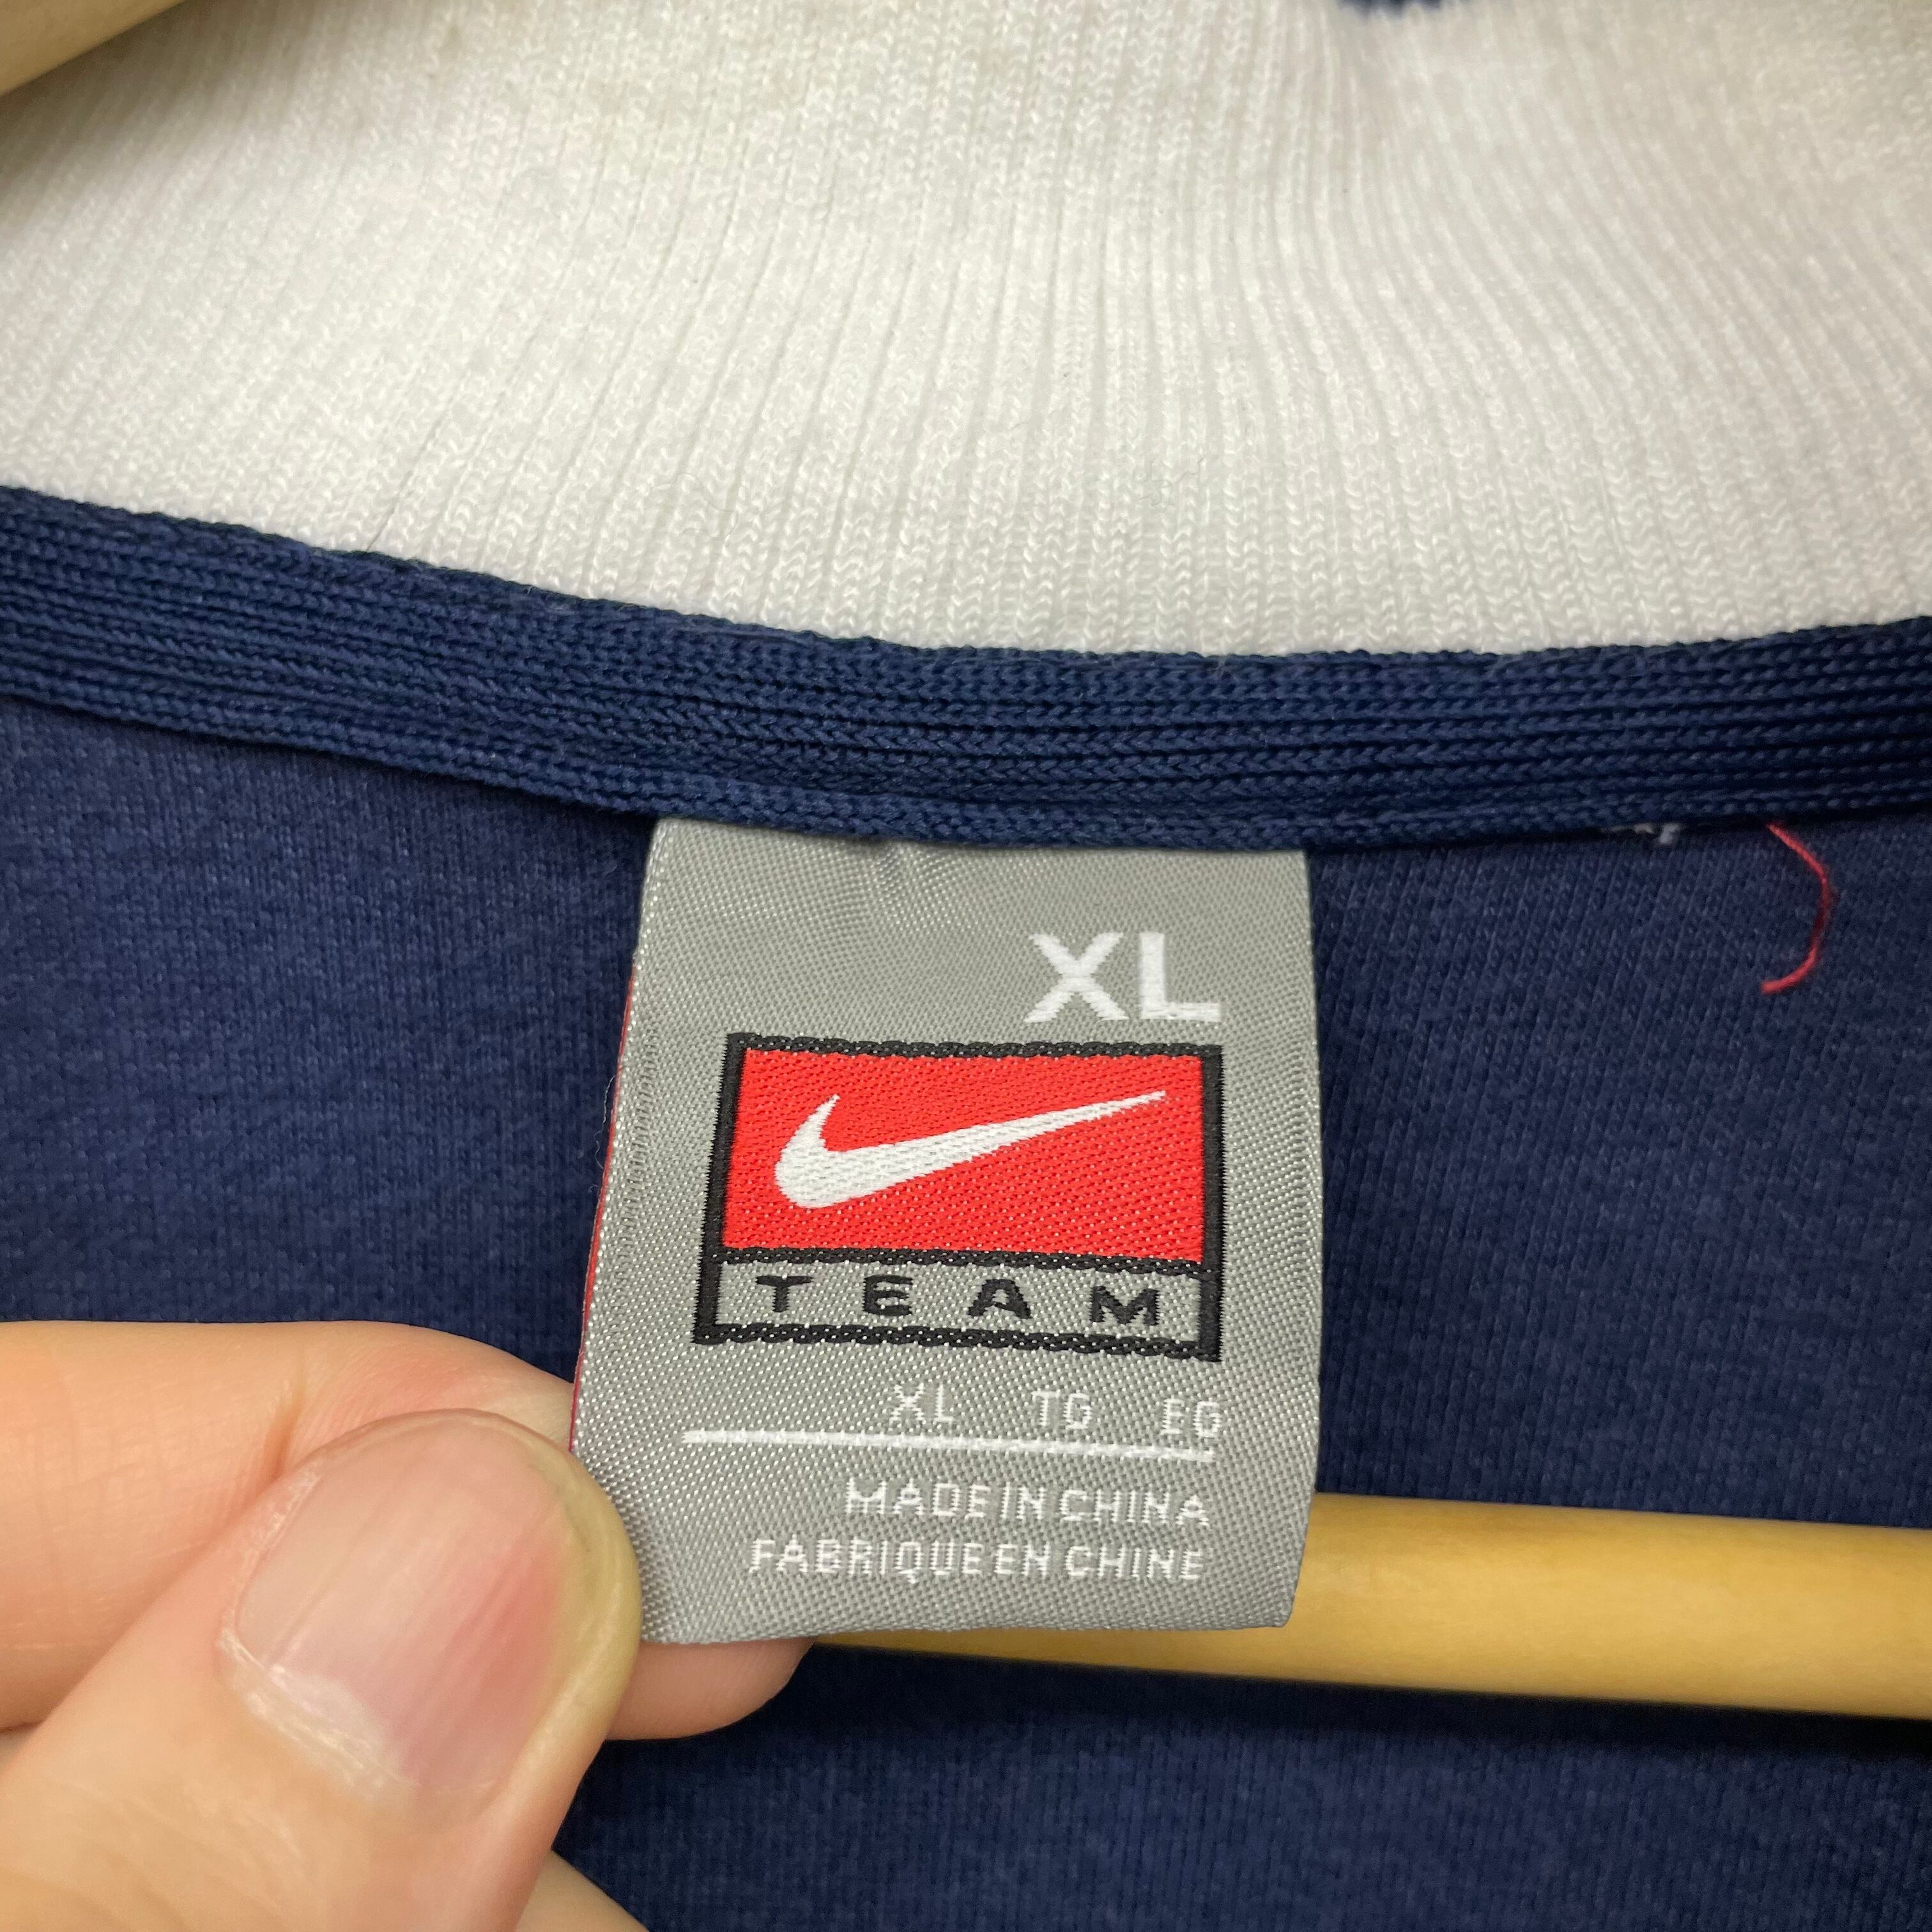 XL
TEAM
XL TG EG
MADE IN CHINA
FABRIQUE EN CHINE